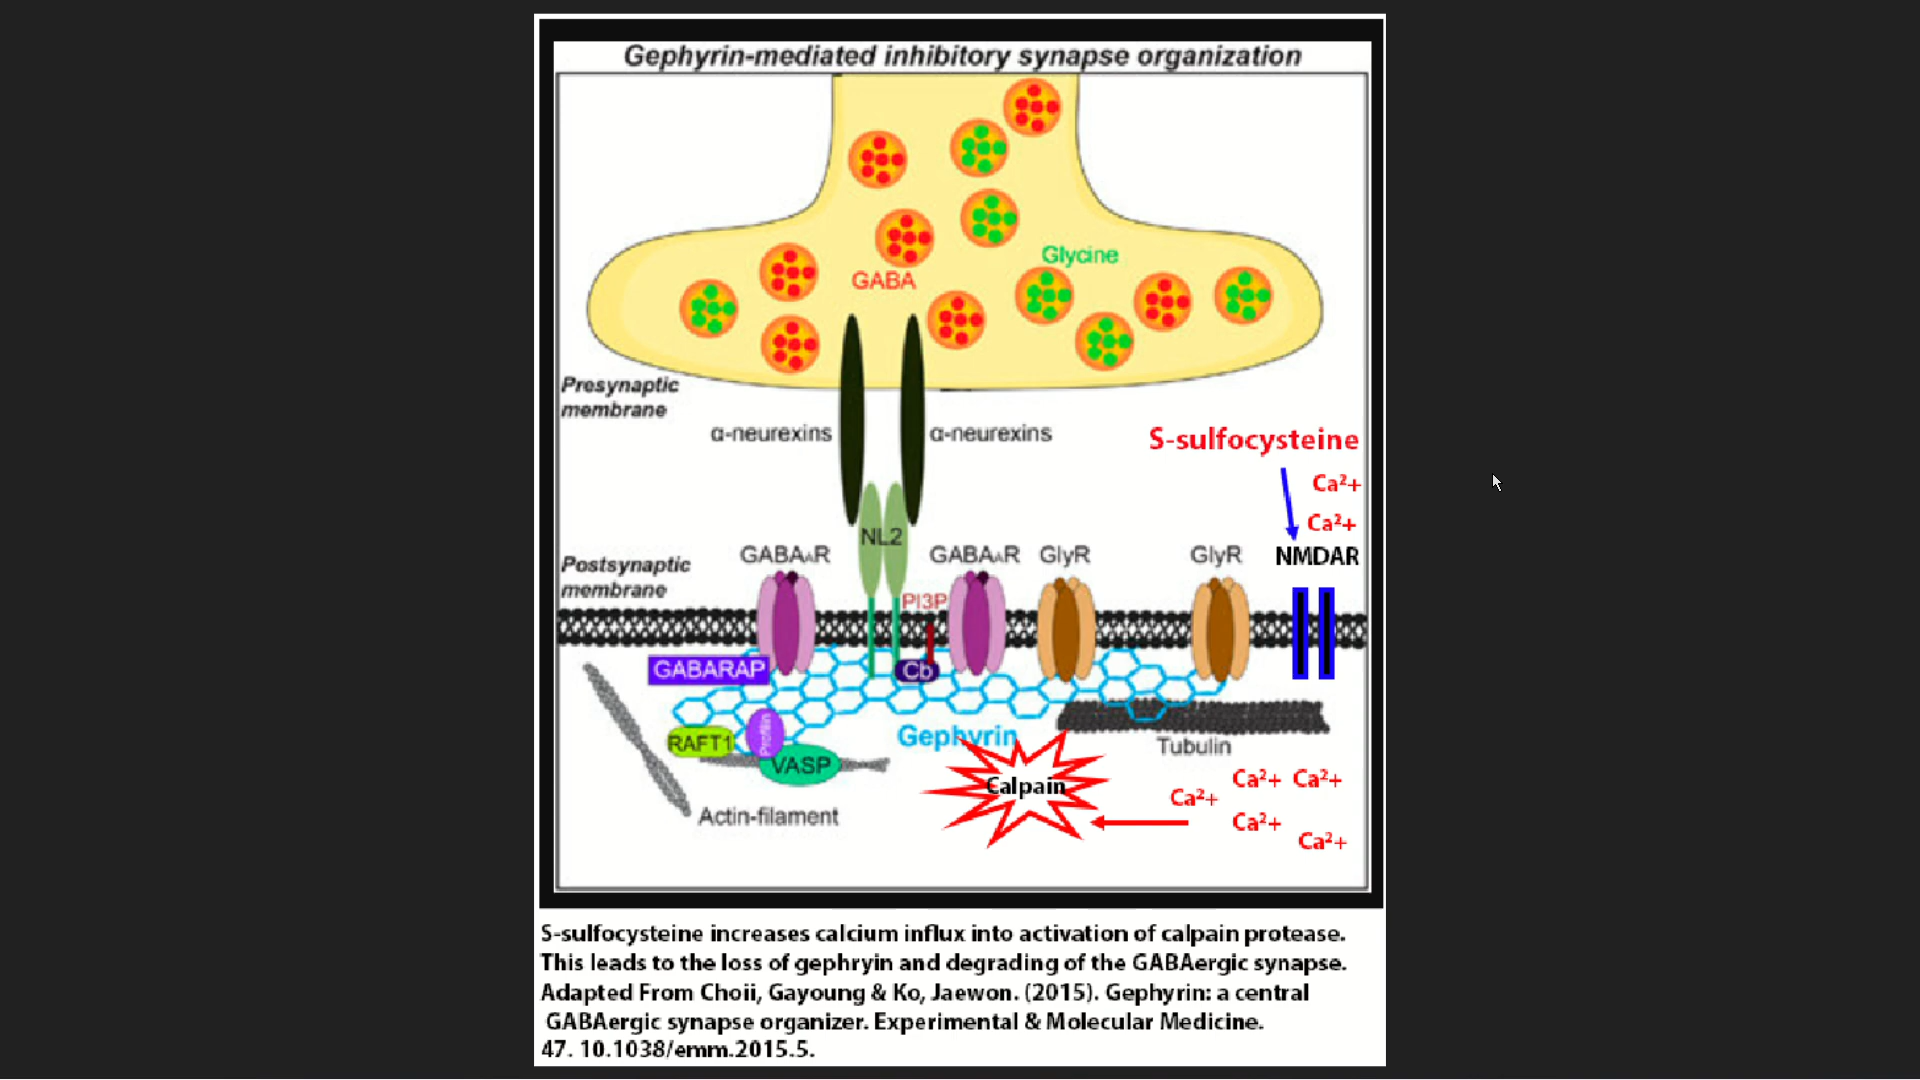 Gephyrin-mediated inhibitory synapse organization
Glycine
GABA
Presynaptic
membrane
α-neurexins
α-neurexins
S-sulfocysteine
Ca²+
Ca²+
NL2
GABAAR
GABAAR
GlyR
GlyR
NMDAR
Postsynaptic
membrane
PI3P
GABARAP
Cb
Gephyrin
RAFT1
Profilin
VASP
Tubulin
Actin-filament
Calpain
Ca²+ Ca²+
Ca²+
Ca²+
Ca²+
S-sulfocysteine increases calcium influx into activation of calpain protease.
This leads to the loss of gephryin and degrading of the GABAergic synapse.
Adapted From Choii, Gayoung & Ko, Jaewon. (2015). Gephyrin: a central
GABAergic synapse organizer. Experimental & Molecular Medicine.
47. 10.1038/emm.2015.5.